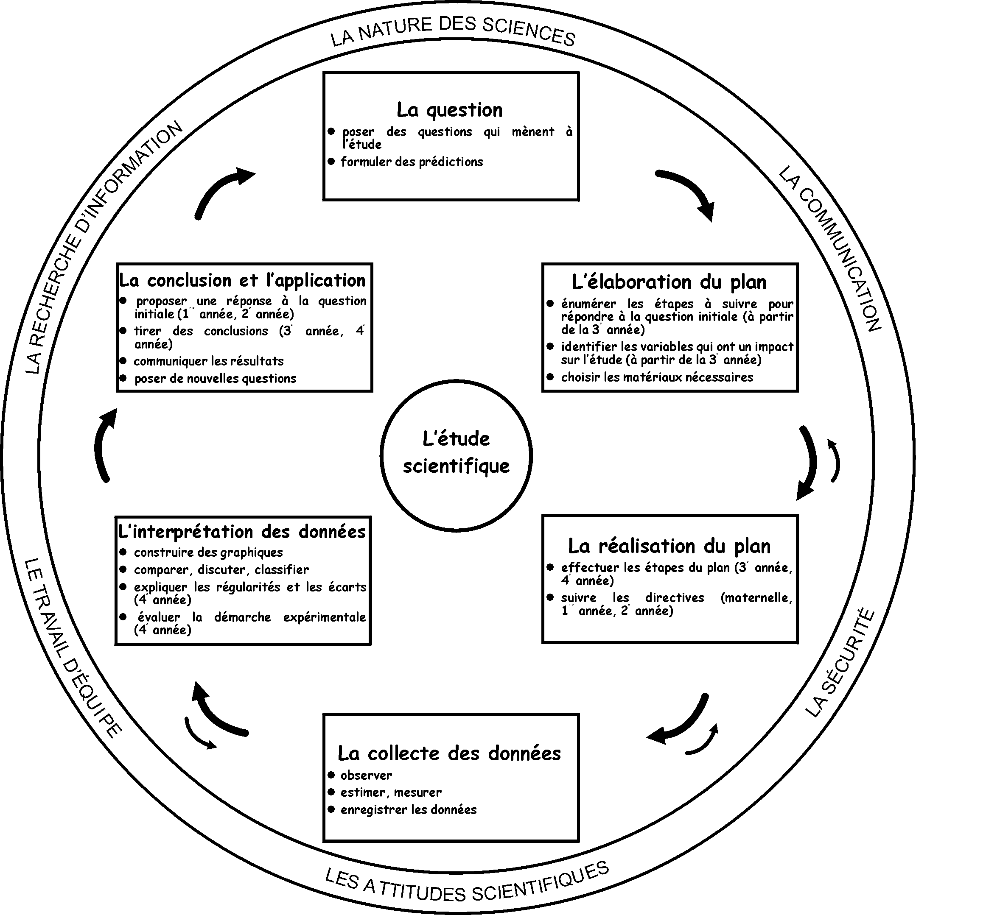 LA NATURE DES SCIENCES
LA RECHERCHE D'INFORMATION
LA COMMUNICATION
La question
● poser des questions qui mènent à
l'étude
● formuler des prédictions
La conclusion et l'application
● proposer une réponse à la question
initiale (1re année, 2e année)
● tirer des conclusions (3e année, 4e
année)
● communiquer les résultats
● poser de nouvelles questions
L'élaboration du plan
● énumérer les étapes à suivre pour
répondre à la question initiale (à partir
de la 3e année)
● identifier les variables qui ont un impact
sur l'étude (à partir de la 3e année)
● choisir les matériaux nécessaires
L'étude
scientifique
L'interprétation des données
● construire des graphiques
● comparer, discuter, classifier
● expliquer les régularités et les écarts
(4e année)
● évaluer la démarche expérimentale
(4e année)
La réalisation du plan
● effectuer les étapes du plan (3e année,
4e année)
● suivre les directives (maternelle,
1re année, 2e année)
La collecte des données
● observer
● estimer, mesurer
● enregistrer les données
LE TRAVAIL D'ÉQUIPE
LA SÉCURITÉ
LES ATTITUDES SCIENTIFIQUES